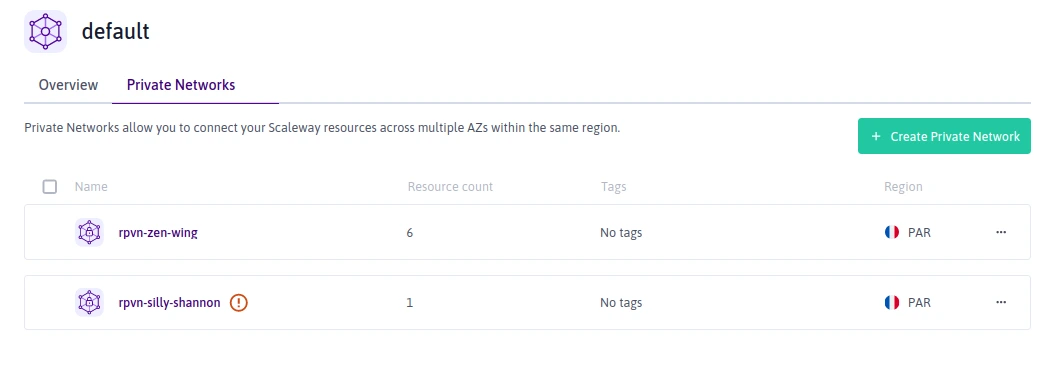 default
Overview Private Networks
Private Networks allow you to connect your Scaleway resources across multiple AZs within the same region.
+ Create Private Network
Name Resource count Tags Region
rpvn-zen-wing 6 No tags PAR ...
rpvn-silly-shannon ! 1 No tags PAR ...